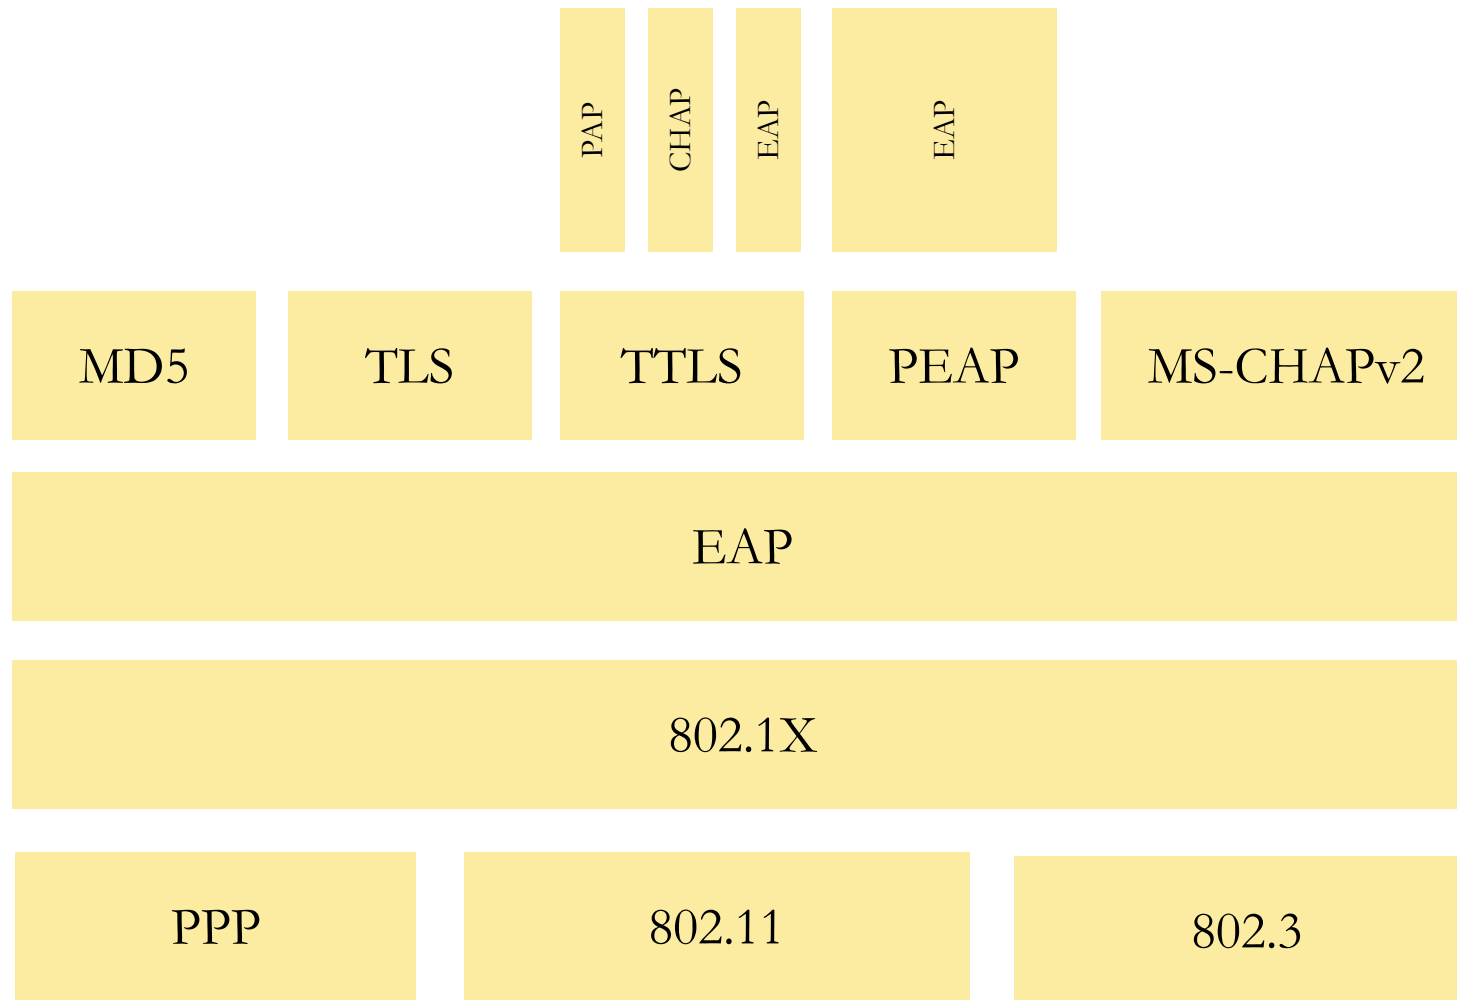 PAP
CHAP
EAP
EAP
MD5
TLS
TTLS
PEAP
MS-CHAPv2
EAP
802.1X
PPP
802.11
802.3